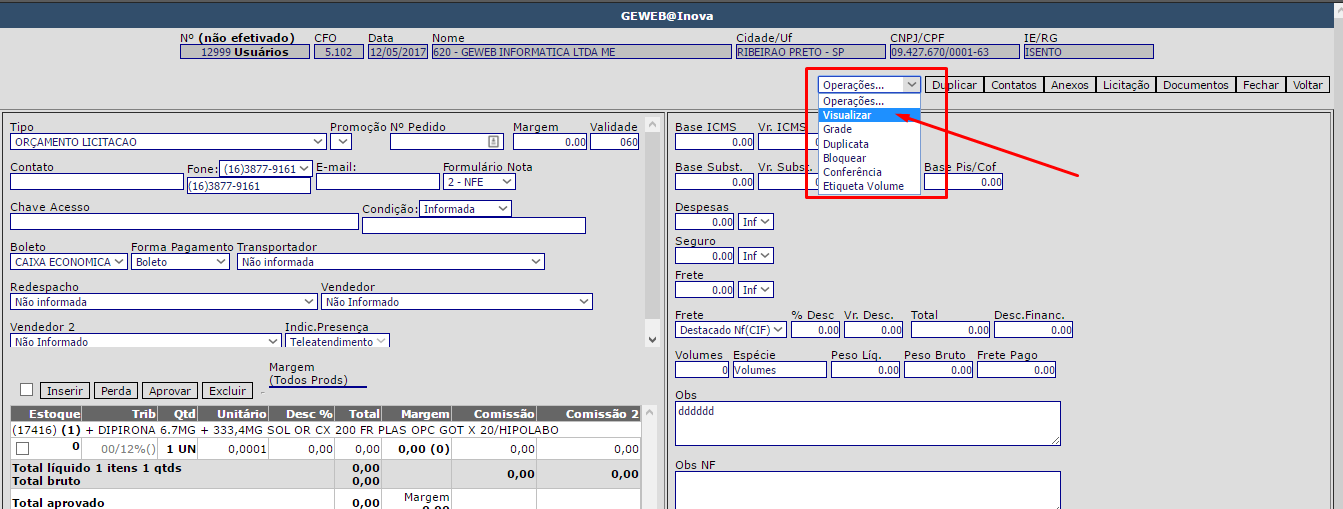 GEWEB@Inova
Nº (não efetivado) CFO Data Nome Cidade/Uf CNPJ/CPF IE/RG
12999 Usuários 5.102 12/05/2017 620 - GEWEB INFORMATICA LTDA ME RIBEIRAO PRETO - SP 09.427.670/0001-63 ISENTO
Operações... Duplicar Contatos Anexos Licitação Documentos Fechar Voltar
Operações...
Visualizar
Grade
Duplicata
Bloquear
Conferência
Etiqueta Volume
Tipo Promoção Nº Pedido Margem Validade
ORÇAMENTO LICITACAO 0.00 060
Contato Fone: (16)3877-9161 E-mail: Formulário Nota
(16)3877-9161 2 - NFE
Chave Acesso Condição: Informada
Boleto Forma Pagamento Transportador
CAIXA ECONOMICA Boleto Não informada
Redespacho Vendedor
Não informada Não Informado
Vendedor 2 Indic.Presença
Não Informado Teleatendimento
Margem
(Todos Prods)
Inserir Perda Aprovar Excluir
Estoque Trib Qtd Unitário Desc % Total Margem Comissão Comissão 2
(17416) (1) + DIPIRONA 6.7MG + 333,4MG SOL OR CX 200 FR PLAS OPC GOT X 20/HIPOLABO
0 00/12%() 1 UN 0,0001 0,00 0,00 0,00 (0) 0,00 0,00
Total líquido 1 itens 1 qtds 0,00 0,00 0,00
Total bruto 0,00
Total aprovado 0,00 Margem
0,00
Base ICMS Vr. ICMS
0.00
Base Subst. Vr. Subst. Base Pis/Cof
0.00 0.00
Despesas
0.00 Inf
Seguro
0.00 Inf
Frete
0.00 Inf
Frete % Desc Vr. Desc. Total Desc.Financ.
Destacado Nf(CIF) 0.00 0.00 0.00 0.00
Volumes Espécie Peso Líq. Peso Bruto Frete Pago
0 Volumes 0.00 0.00 0.00
Obs
dddddd
Obs NF